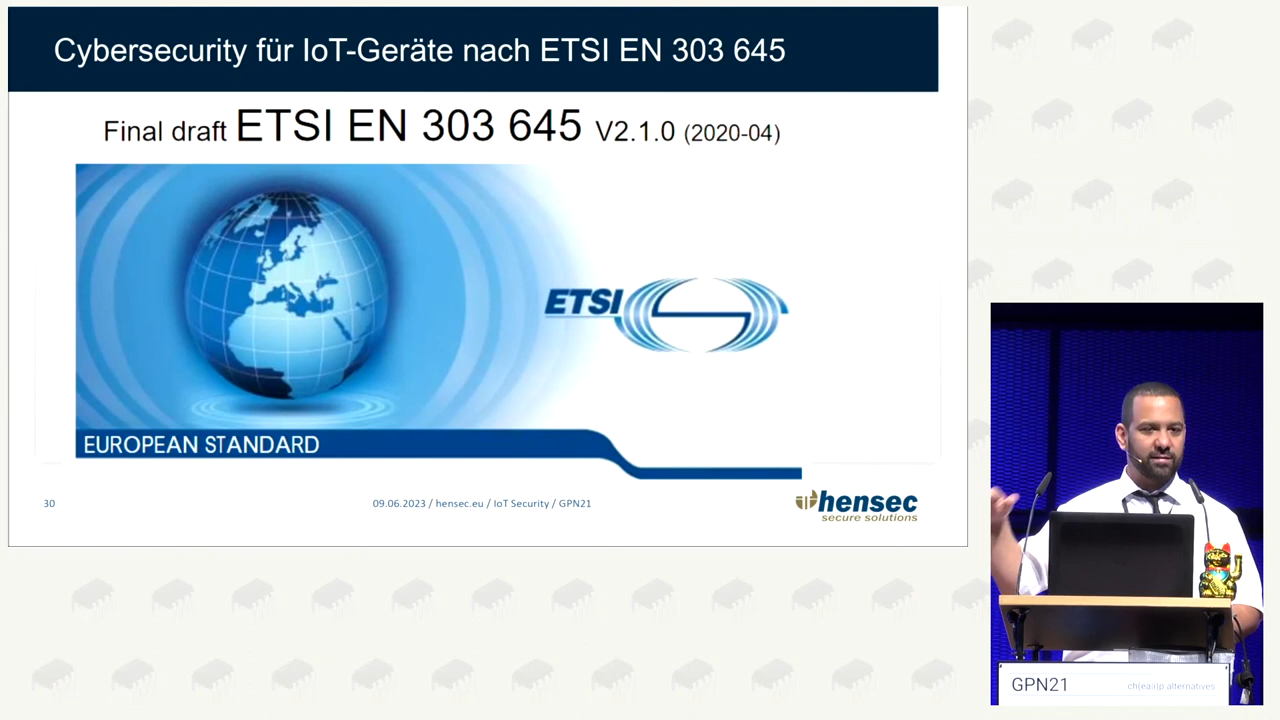 Cybersecurity für IoT-Geräte nach ETSI EN 303 645
Final draft ETSI EN 303 645 V2.1.0 (2020-04)
ETSI
EUROPEAN STANDARD
30
09.06.2023 / hensec.eu / IoT Security / GPN21
hensec
secure solutions
GPN21
ch(ea:i)p alternatives